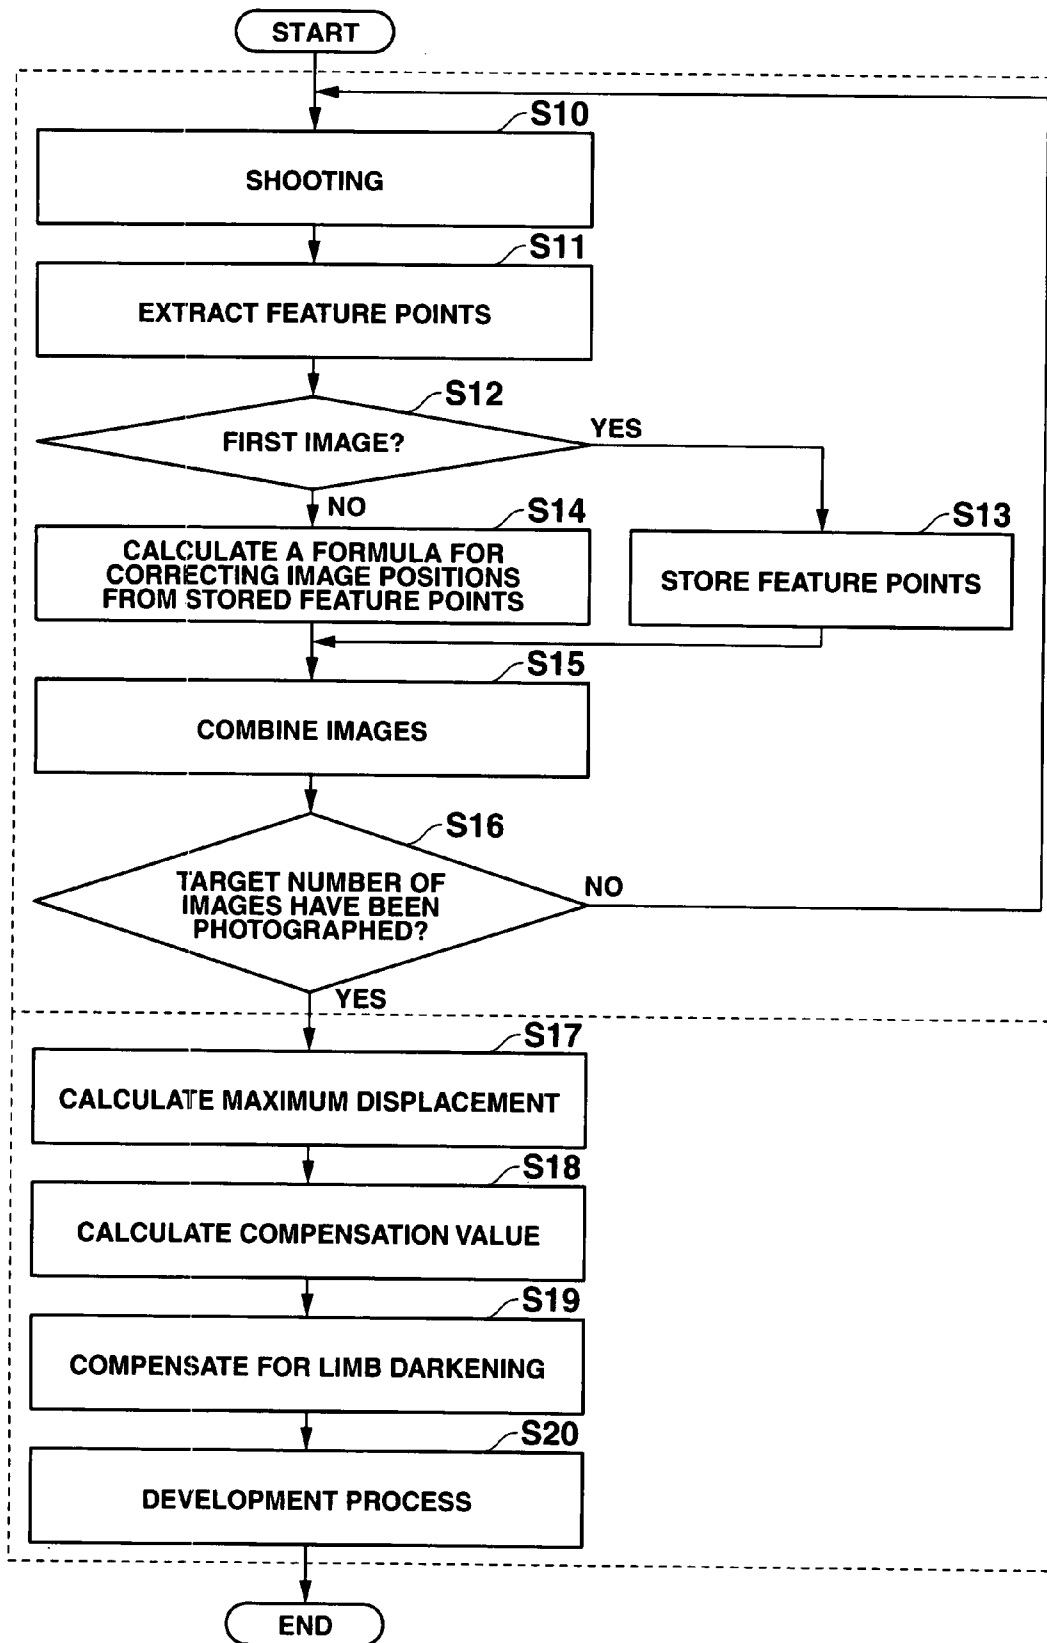 START
S10
SHOOTING
S11
EXTRACT FEATURE POINTS
S12
FIRST IMAGE?
YES
NO
S14
CALCULATE A FORMULA FOR
CORRECTING IMAGE POSITIONS
FROM STORED FEATURE POINTS
S13
STORE FEATURE POINTS
S15
COMBINE IMAGES
S16
TARGET NUMBER OF
IMAGES HAVE BEEN
PHOTOGRAPHED?
NO
YES
S17
CALCULATE MAXIMUM DISPLACEMENT
S18
CALCULATE COMPENSATION VALUE
S19
COMPENSATE FOR LIMB DARKENING
S20
DEVELOPMENT PROCESS
END